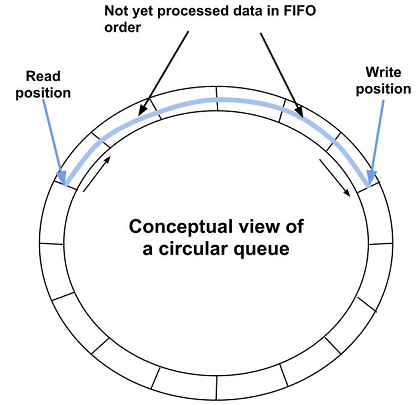 Not yet processed data in FIFO
order
Read
position
Write
position
Conceptual view of
a circular queue